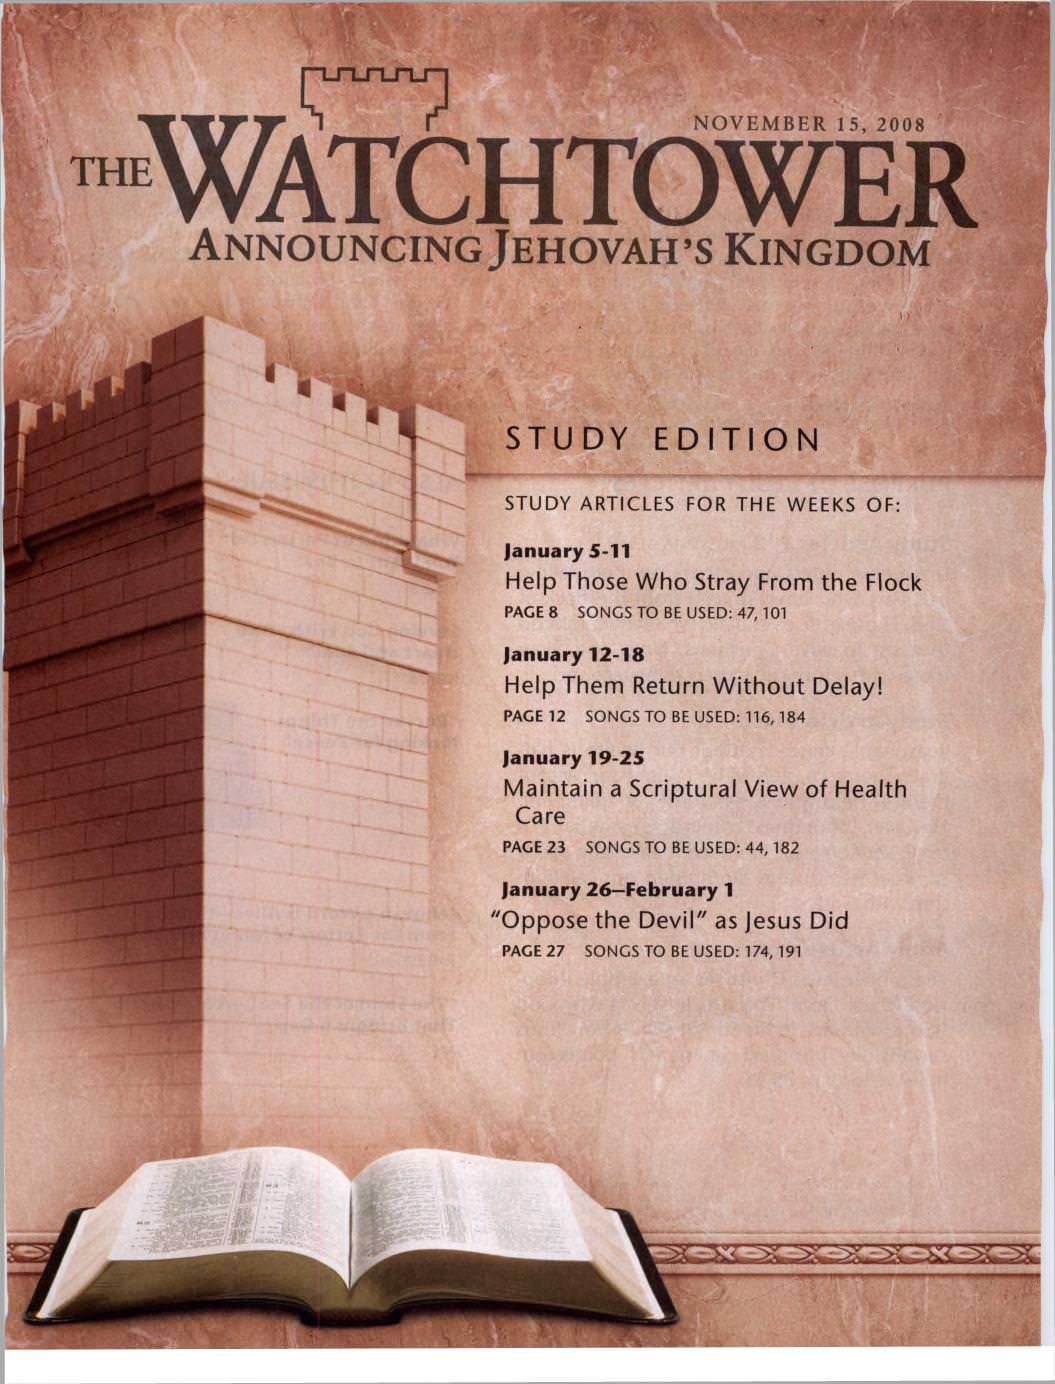 NOVEMBER 15, 2008
THE WATCHTOWER
ANNOUNCING JEHOVAH'S KINGDOM
STUDY EDITION
STUDY ARTICLES FOR THE WEEKS OF:
January 5-11
Help Those Who Stray From the Flock
PAGE 8 SONGS TO BE USED: 47, 101
January 12-18
Help Them Return Without Delay!
PAGE 12 SONGS TO BE USED: 116, 184
January 19-25
Maintain a Scriptural View of Health
Care
PAGE 23 SONGS TO BE USED: 44, 182
January 26–February 1
"Oppose the Devil" as Jesus Did
PAGE 27 SONGS TO BE USED: 174, 191